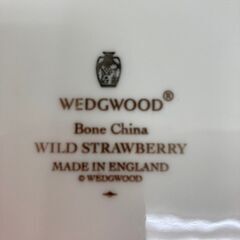 WEDGWOOD®
Bone China
WILD STRAWBERRY
MADE IN ENGLAND
© WEDGWOOD